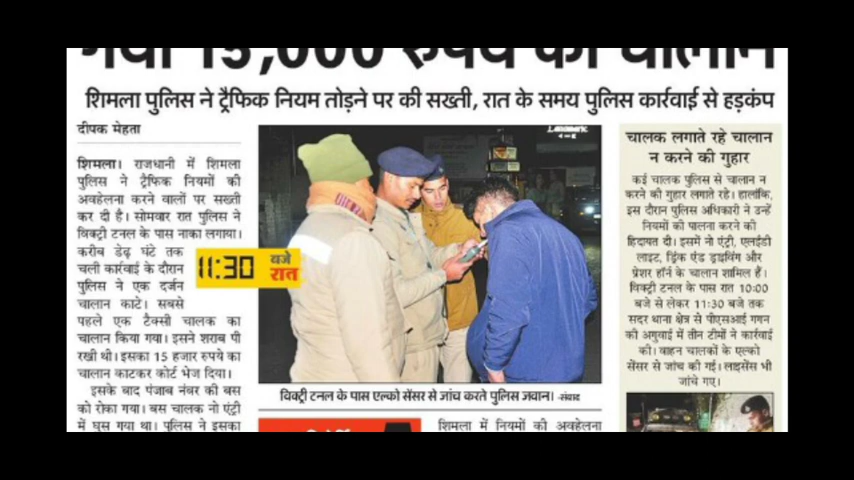 गया 15,000 रुपये का चालान
शिमला पुलिस ने ट्रैफिक नियम तोड़ने पर की सख्ती, रात के समय पुलिस कार्रवाई से हड़कंप
दीपक मेहता
शिमला। राजधानी में शिमला
पुलिस ने ट्रैफिक नियमों की
अवहेलना करने वालों पर सख्ती
कर दी है। सोमवार रात पुलिस ने
विक्ट्री टनल के पास नाका लगाया।
करीब डेढ़ घंटे तक
चली कार्रवाई के दौरान
पुलिस ने एक दर्जन
चालान काटे। सबसे
पहले एक टैक्सी चालक का
चालान किया गया। इसने शराब पी
रखी थी। इसका 15 हजार रुपये का
चालान काटकर कोर्ट भेज दिया।
इसके बाद पंजाब नंबर की बस
को रोका गया। बस चालक नो एंट्री
में घुस गया था। पुलिस ने इसका
11:30 बजे
रात
विक्ट्री टनल के पास एल्को सेंसर से जांच करते पुलिस जवान। -संवाद
शिमला में नियमों की अवहेलना
चालक लगाते रहे चालान
न करने की गुहार
कई चालक पुलिस से चालान न
करने की गुहार लगाते रहे। हालांकि,
इस दौरान पुलिस अधिकारी ने उन्हें
नियमों की पालना करने की
हिदायत दी। इसमें नो एंट्री, एलईडी
लाइट, ड्रिंक एंड ड्राइविंग और
प्रेशर हॉर्न के चालान शामिल हैं।
विक्ट्री टनल के पास रात 10:00
बजे से लेकर 11:30 बजे तक
सदर थाना क्षेत्र से पीएसआई गगन
की अगुवाई में तीन टीमों ने कार्रवाई
की। वाहन चालकों के एल्को
सेंसर से जांच की गई। लाइसेंस भी
जांचे गए।